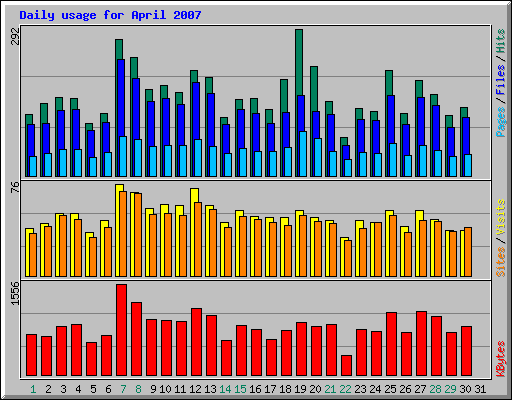 Daily usage for April 2007
292
Pages / Files / Hits
76
Sites / Visits
1556
KBytes
1 2 3 4 5 6 7 8 9 10 11 12 13 14 15 16 17 18 19 20 21 22 23 24 25 26 27 28 29 30 31